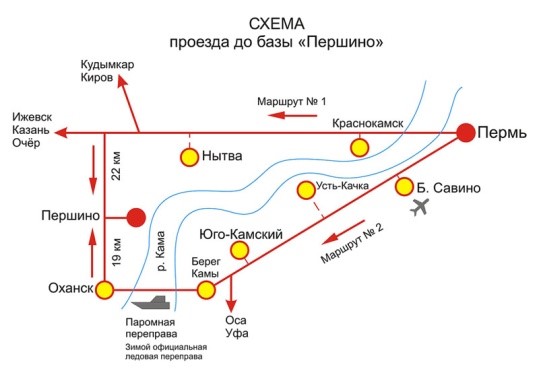 СХЕМА
проезда до базы «Першино»
Кудымкар
Киров
Маршрут № 1
Ижевск
Казань
Очёр
Краснокамск
Пермь
Нытва
22 км
Усть-Качка
Б. Савино
Першино
19 км
р. Кама
Юго-Камский
Маршрут № 2
Берег
Камы
Оханск
Паромная
переправа
Зимой официальная
ледовая переправа
Оса
Уфа